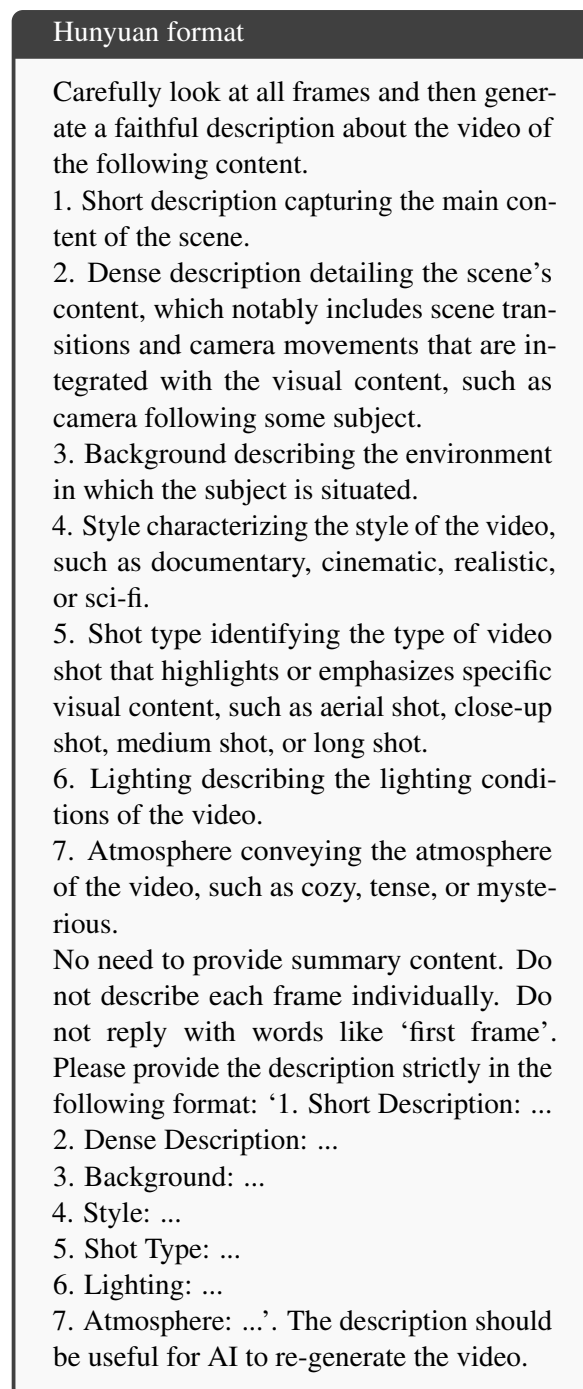 Hunyuan format
Carefully look at all frames and then gener-
ate a faithful description about the video of
the following content.
1. Short description capturing the main con-
tent of the scene.
2. Dense description detailing the scene's
content, which notably includes scene tran-
sitions and camera movements that are in-
tegrated with the visual content, such as
camera following some subject.
3. Background describing the environment
in which the subject is situated.
4. Style characterizing the style of the video,
such as documentary, cinematic, realistic,
or sci-fi.
5. Shot type identifying the type of video
shot that highlights or emphasizes specific
visual content, such as aerial shot, close-up
shot, medium shot, or long shot.
6. Lighting describing the lighting condi-
tions of the video.
7. Atmosphere conveying the atmosphere
of the video, such as cozy, tense, or myste-
rious.
No need to provide summary content. Do
not describe each frame individually. Do
not reply with words like ‘first frame’.
Please provide the description strictly in the
following format: ‘1. Short Description: ...
2. Dense Description: ...
3. Background: ...
4. Style: ...
5. Shot Type: ...
6. Lighting: ...
7. Atmosphere: ...’. The description should
be useful for AI to re-generate the video.